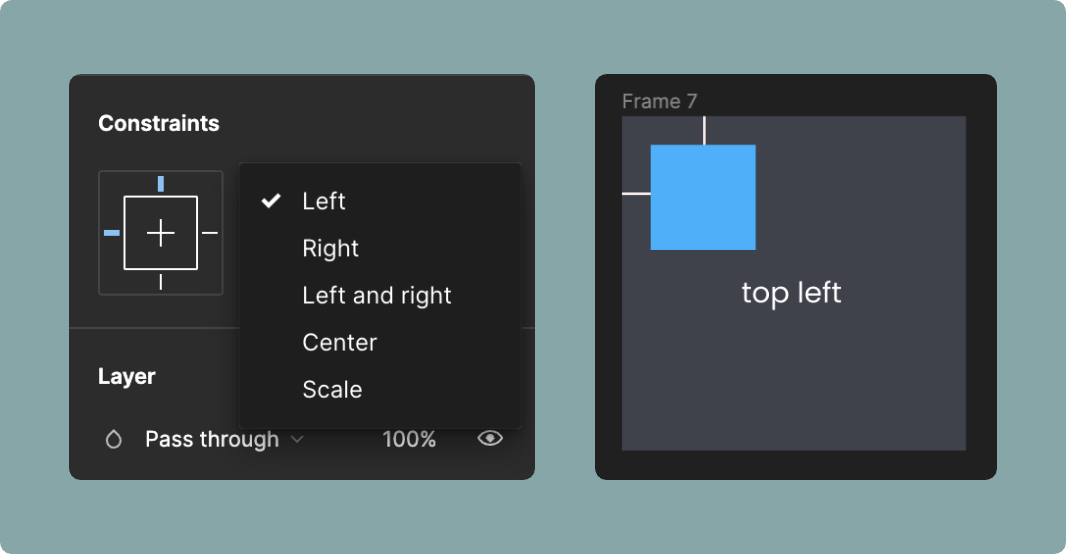 Constraints
Left
Right
Left and right
Center
Scale
Layer
Pass through
100%
Frame 7
top left